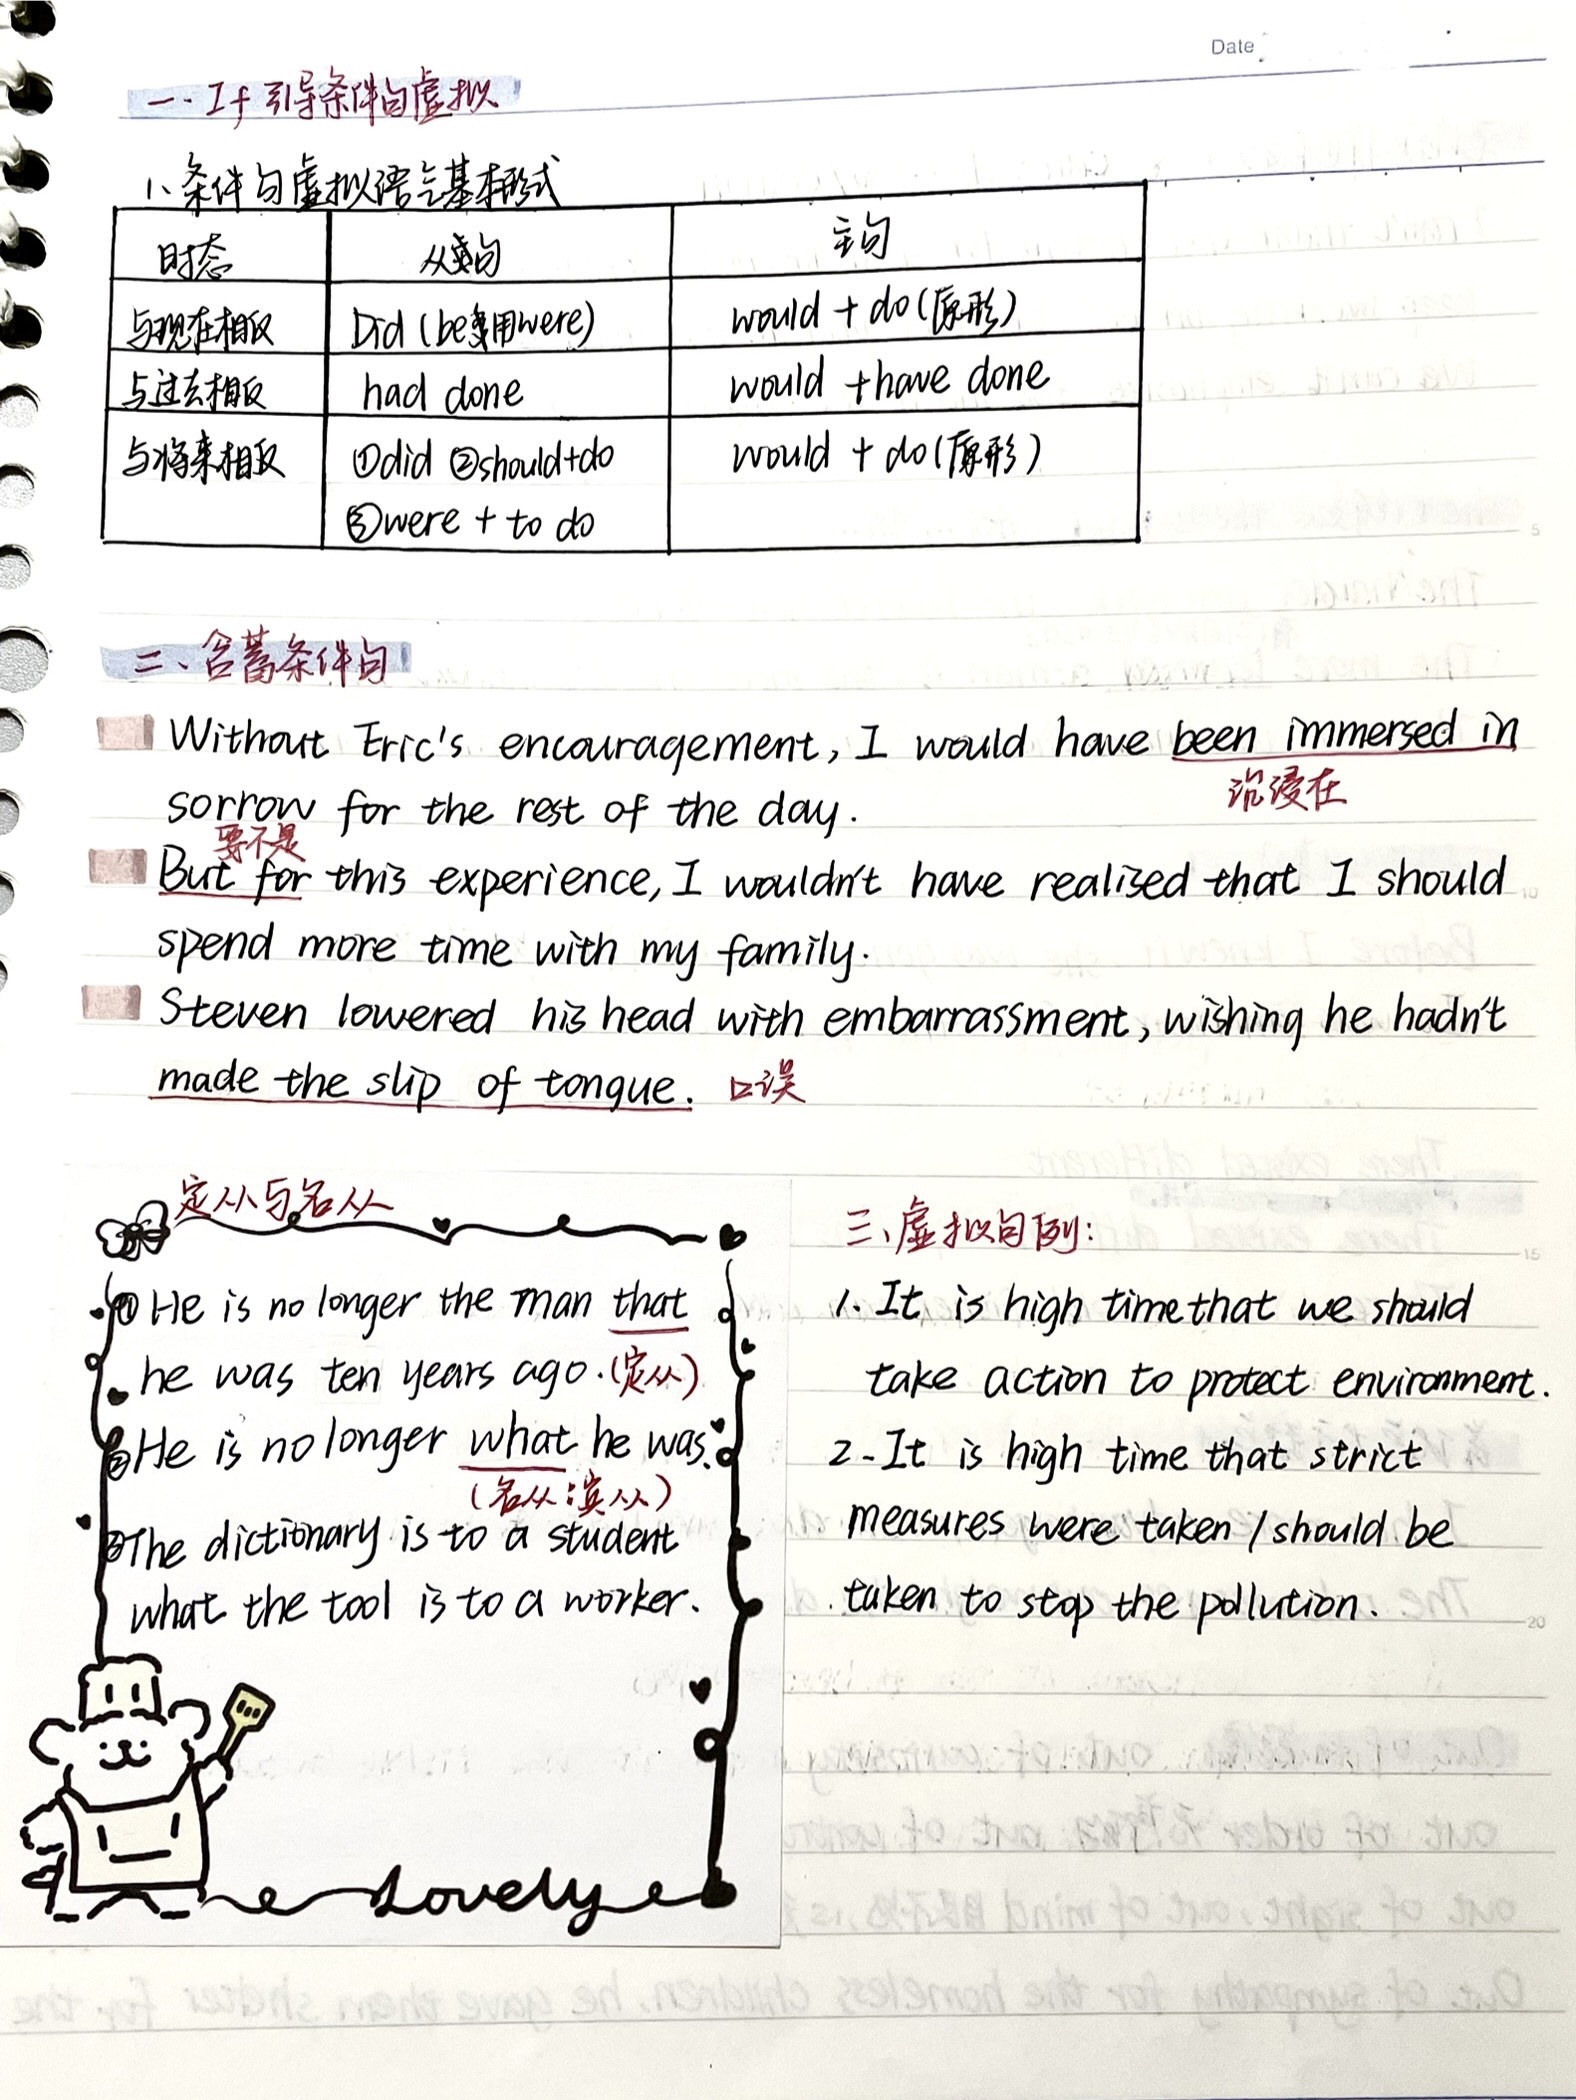 Date
一.If引导条件句虚拟
1、条件句虚拟语气基本形式
时态 从句 主句
与现在相反 Did (be要用were) would + do (原形)
与过去相反 had done would +have done
与将来相反 ①did ②should+do would + do (原形)
③were + to do
二、含蓄条件句
Without Eric's encouragement, I would have been immersed in
沉浸在
sorrow for the rest of the day.
要不是
But for this experience, I wouldn't have realised that I should
spend more time with my family.
Steven lowered his head with embarrassment, wishing he hadn't
made the slip of tongue. 口误
定从与名从
①He is no longer the man that
he was ten years ago. (定从)
②He is no longer what he was.
(名从:宾从)
③The dictionary is to a student
what the tool is to a worker.
Lovely
三、虚拟句例:
1. It is high time that we should
take action to protect environment.
2-It is high time that strict
measures were taken / should be
taken to stop the pollution.
5
10
15
20